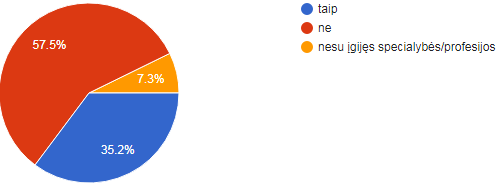 57.5%
7.3%
35.2%
taip
ne
nesu įgijęs specialybės/profesijos